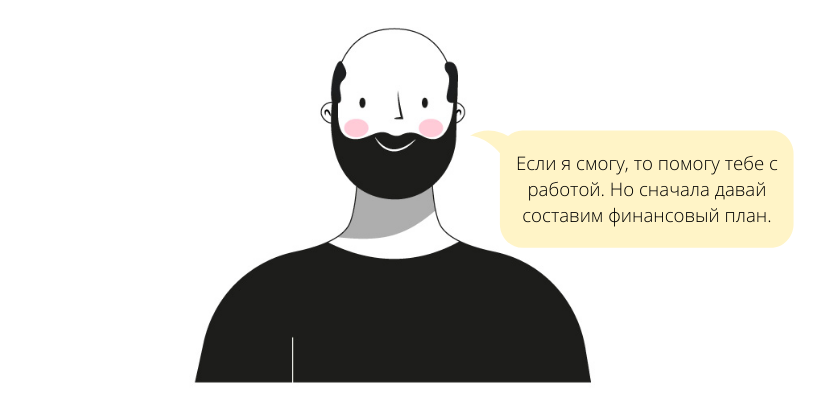 Если я смогу, то помогу тебе с
работой. Но сначала давай
составим финансовый план.